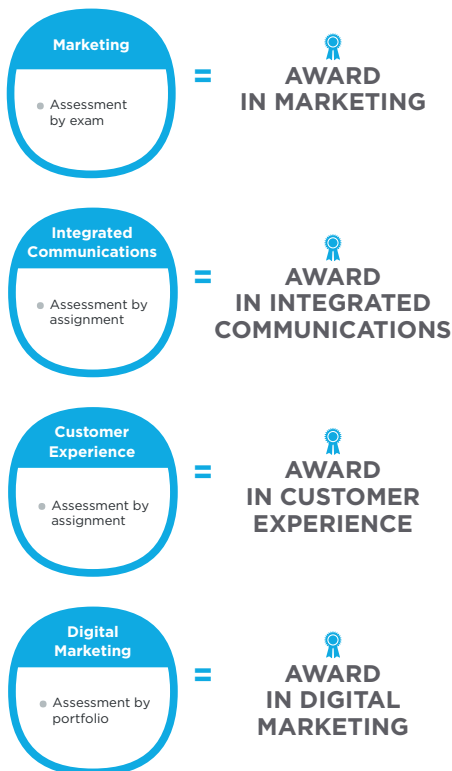 Marketing
● Assessment
by exam
=
AWARD
IN MARKETING
Integrated
Communications
● Assessment by
assignment
=
AWARD
IN INTEGRATED
COMMUNICATIONS
Customer
Experience
● Assessment by
assignment
=
AWARD
IN CUSTOMER
EXPERIENCE
Digital
Marketing
● Assessment by
portfolio
=
AWARD
IN DIGITAL
MARKETING